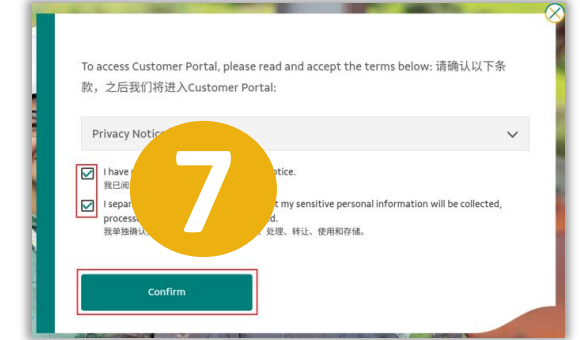 To access Customer Portal, please read and accept the terms below: 请确认以下条
款，之后我们将进入Customer Portal:
Privacy Notic
I have
我已阅
7
I separ my sensitive personal information will be collected,
process
我单独确认 处理、转让、使用和存储。
Confirm